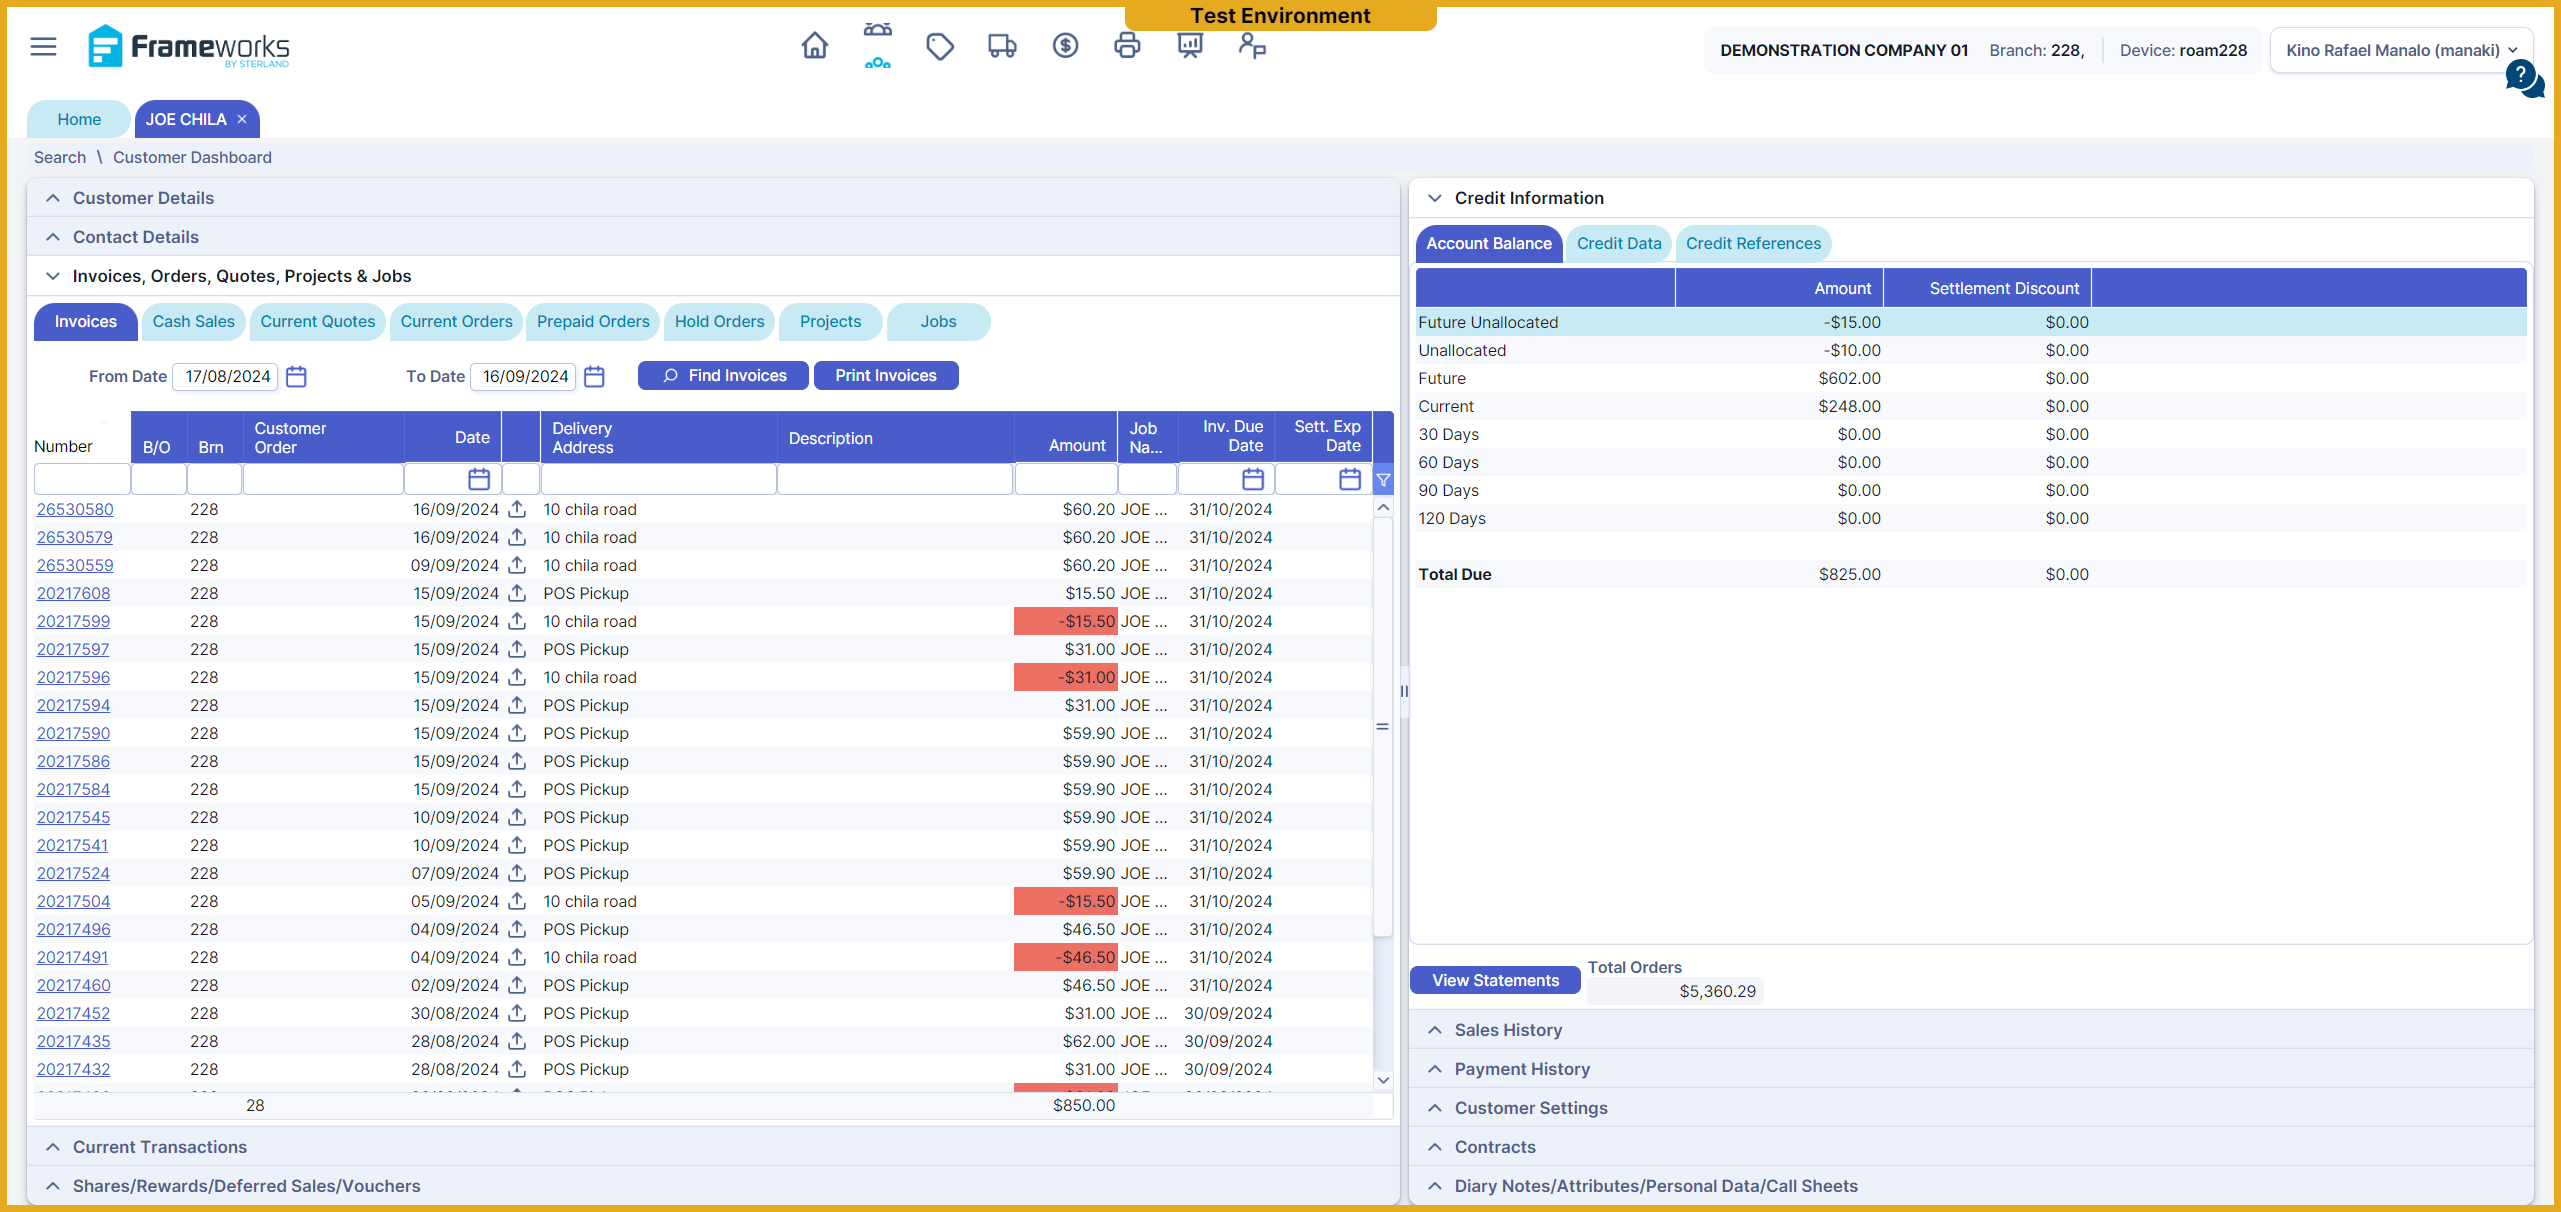 Test Environment
Frameworks
BY STERLAND
DEMONSTRATION COMPANY 01 Branch: 228, Device: roam228 Kino Rafael Manalo (manaki)
?
Home JOE CHILA ×
Search \ Customer Dashboard
Customer Details
Contact Details
Invoices, Orders, Quotes, Projects & Jobs
Invoices Cash Sales Current Quotes Current Orders Prepaid Orders Hold Orders Projects Jobs
From Date 17/08/2024 To Date 16/09/2024 Find Invoices Print Invoices
Number B/O Brn Customer Order Date Delivery Address Description Amount Job Na... Inv. Due Date Sett. Exp Date
26530580 228 16/09/2024 10 chila road $60.20 JOE ... 31/10/2024
26530579 228 16/09/2024 10 chila road $60.20 JOE ... 31/10/2024
26530559 228 09/09/2024 10 chila road $60.20 JOE ... 31/10/2024
20217608 228 15/09/2024 POS Pickup $15.50 JOE ... 31/10/2024
20217599 228 15/09/2024 10 chila road -$15.50 JOE ... 31/10/2024
20217597 228 15/09/2024 POS Pickup $31.00 JOE ... 31/10/2024
20217596 228 15/09/2024 10 chila road -$31.00 JOE ... 31/10/2024
20217594 228 15/09/2024 POS Pickup $31.00 JOE ... 31/10/2024
20217590 228 15/09/2024 POS Pickup $59.90 JOE ... 31/10/2024
20217586 228 15/09/2024 POS Pickup $59.90 JOE ... 31/10/2024
20217584 228 15/09/2024 POS Pickup $59.90 JOE ... 31/10/2024
20217545 228 10/09/2024 POS Pickup $59.90 JOE ... 31/10/2024
20217541 228 10/09/2024 POS Pickup $59.90 JOE ... 31/10/2024
20217524 228 07/09/2024 POS Pickup $59.90 JOE ... 31/10/2024
20217504 228 05/09/2024 10 chila road -$15.50 JOE ... 31/10/2024
20217496 228 04/09/2024 POS Pickup $46.50 JOE ... 31/10/2024
20217491 228 04/09/2024 10 chila road -$46.50 JOE ... 31/10/2024
20217460 228 02/09/2024 POS Pickup $46.50 JOE ... 31/10/2024
20217452 228 30/08/2024 POS Pickup $31.00 JOE ... 30/09/2024
20217435 228 28/08/2024 POS Pickup $62.00 JOE ... 30/09/2024
20217432 228 28/08/2024 POS Pickup $31.00 JOE ... 30/09/2024
28 $850.00
Current Transactions
Shares/Rewards/Deferred Sales/Vouchers
Credit Information
Account Balance Credit Data Credit References
Amount Settlement Discount
Future Unallocated -$15.00 $0.00
Unallocated -$10.00 $0.00
Future $602.00 $0.00
Current $248.00 $0.00
30 Days $0.00 $0.00
60 Days $0.00 $0.00
90 Days $0.00 $0.00
120 Days $0.00 $0.00
Total Due $825.00 $0.00
View Statements Total Orders
$5,360.29
Sales History
Payment History
Customer Settings
Contracts
Diary Notes/Attributes/Personal Data/Call Sheets